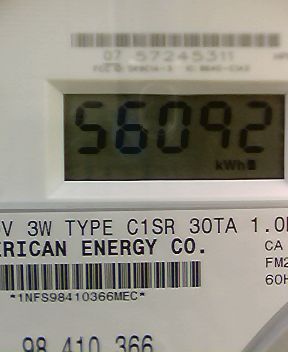 07 57245311
56092
kWh
V 3W TYPE C1SR 30TA 1.0
ERICAN ENERGY CO.
CA
FM2
60H
*1NFS98410366MEC*
98 410 366